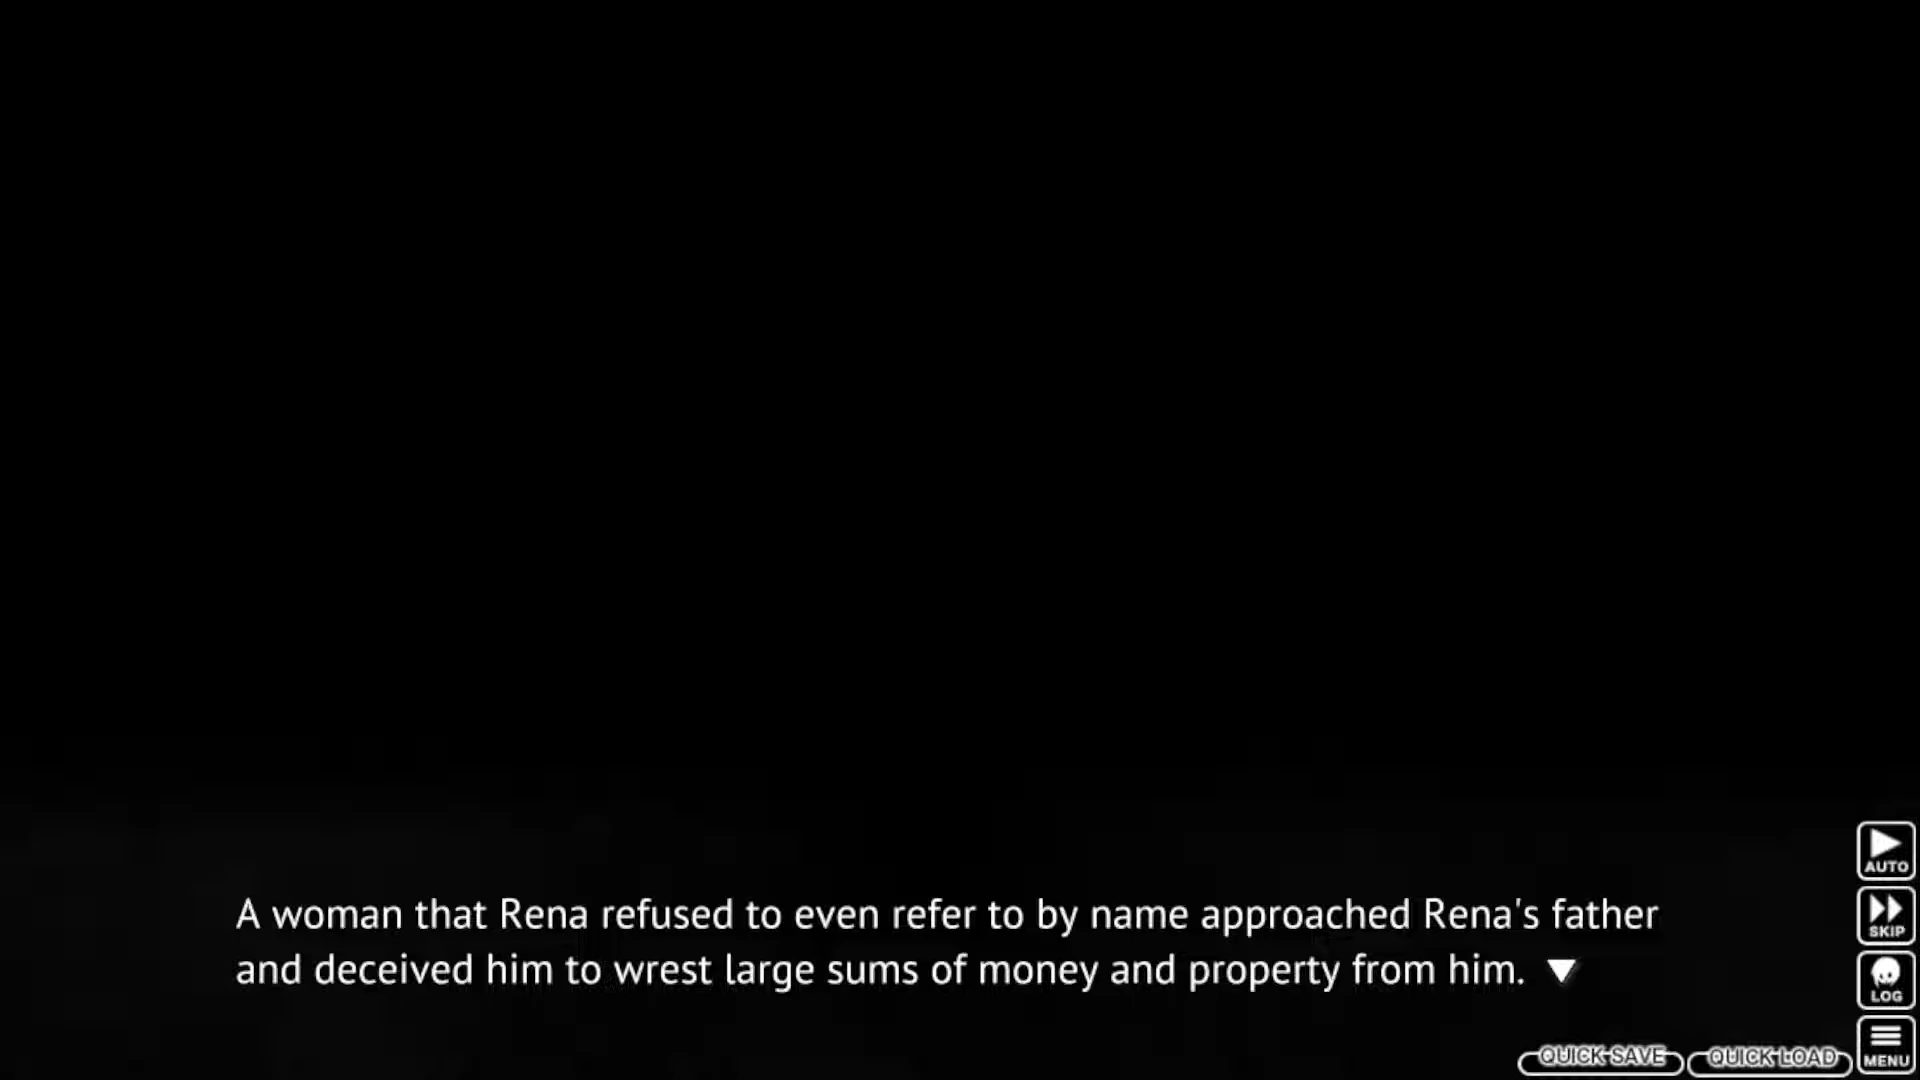 A woman that Rena refused to even refer to by name approached Rena's father
and deceived him to wrest large sums of money and property from him.
AUTO
SKIP
LOG
QUICK SAVE QUICK LOAD MENU